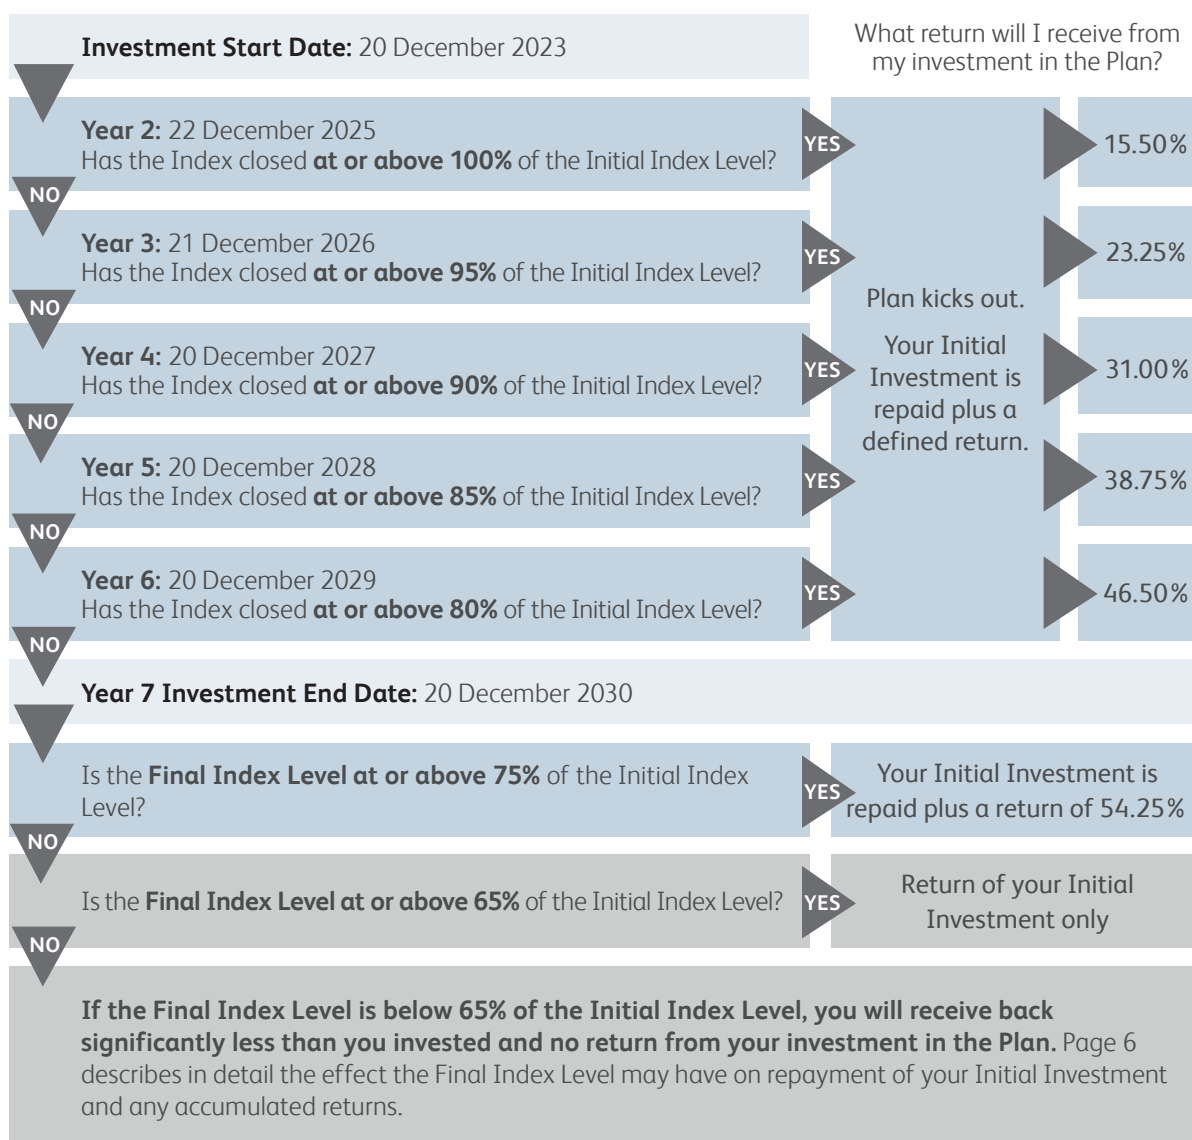 Investment Start Date: 20 December 2023
What return will I receive from
my investment in the Plan?
Year 2: 22 December 2025
Has the Index closed at or above 100% of the Initial Index Level?
YES
15.50%
NO
Year 3: 21 December 2026
Has the Index closed at or above 95% of the Initial Index Level?
YES
23.25%
NO
Year 4: 20 December 2027
Has the Index closed at or above 90% of the Initial Index Level?
YES
31.00%
NO
Year 5: 20 December 2028
Has the Index closed at or above 85% of the Initial Index Level?
YES
38.75%
NO
Year 6: 20 December 2029
Has the Index closed at or above 80% of the Initial Index Level?
YES
46.50%
Plan kicks out.
Your Initial
Investment is
repaid plus a
defined return.
NO
Year 7 Investment End Date: 20 December 2030
Is the Final Index Level at or above 75% of the Initial Index
Level?
YES
Your Initial Investment is
repaid plus a return of 54.25%
NO
Is the Final Index Level at or above 65% of the Initial Index Level?
YES
Return of your Initial
Investment only
NO
If the Final Index Level is below 65% of the Initial Index Level, you will receive back
significantly less than you invested and no return from your investment in the Plan. Page 6
describes in detail the effect the Final Index Level may have on repayment of your Initial Investment
and any accumulated returns.